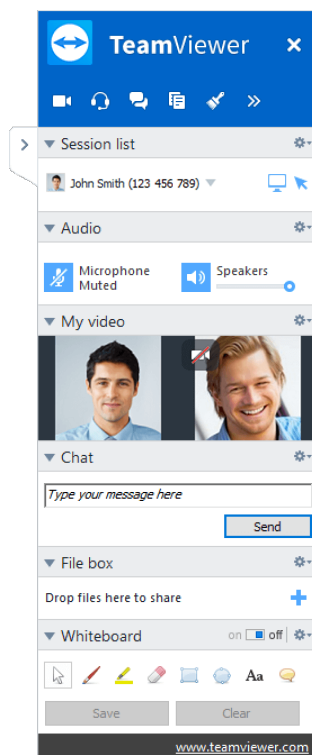 TeamViewer
Session list
John Smith (123 456 789)
Audio
Microphone
Muted
Speakers
My video
Chat
Type your message here
Send
File box
Drop files here to share
Whiteboard
on off
Aa
Save Clear
www.teamviewer.com